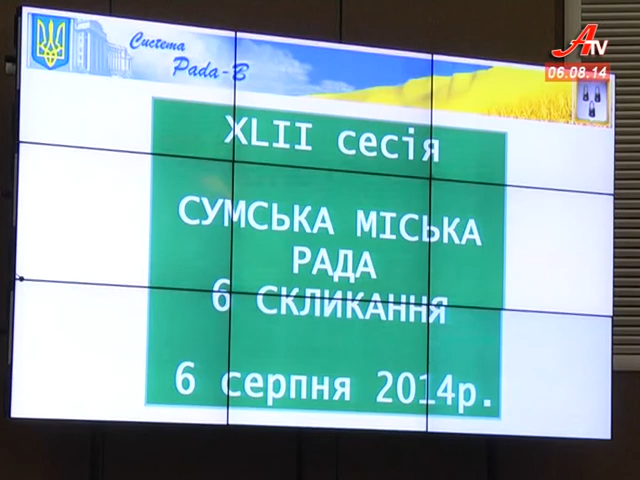 Система
Рада-В
ATV
06.08.14
XLII сесія
СУМСЬКА МІСЬКА
РАДА
6 СКЛИКАННЯ
6 серпня 2014р.